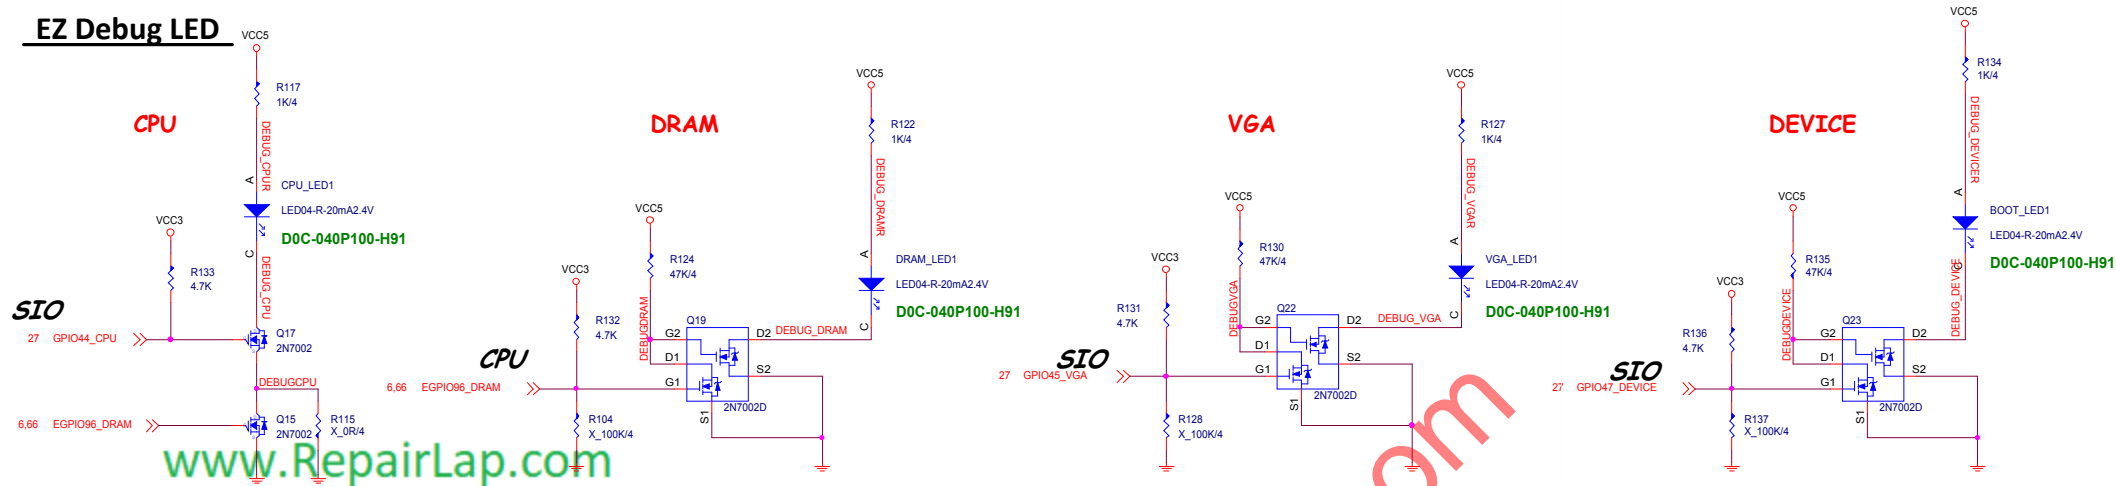 EZ Debug LED
VCC5
R117
1K/4
CPU
DEBUG_CPUR
A
CPU_LED1
LED04-R-20mA2.4V
D0C-040P100-H91
C
DEBUG_CPU
VCC3
R133
4.7K
SIO
27 GPIO44_CPU
Q17
2N7002
DEBUGCPU
6,66 EGPIO96_DRAM
Q15
2N7002
R115
X_0R/4
DRAM
VCC5
R122
1K/4
DEBUG_DRAMR
A
DRAM_LED1
LED04-R-20mA2.4V
D0C-040P100-H91
C
VCC5
R124
47K/4
DEBUGDRAM
VCC3
R132
4.7K
CPU
6,66 EGPIO96_DRAM
Q19
G2
D2
DEBUG_DRAM
D1
S2
G1
S1
2N7002D
R104
X_100K/4
VGA
VCC5
R127
1K/4
DEBUG_VGAR
A
VGA_LED1
LED04-R-20mA2.4V
D0C-040P100-H91
C
VCC5
R130
47K/4
DEBUGVGA
VCC3
R131
4.7K
SIO
27 GPIO45_VGA
Q22
G2
D2
DEBUG_VGA
D1
S2
G1
S1
2N7002D
R128
X_100K/4
DEVICE
VCC5
R134
1K/4
DEBUG_DEVICER
A
BOOT_LED1
LED04-R-20mA2.4V
D0C-040P100-H91
C
DEBUG_DEVICE
VCC5
R135
47K/4
DEBUGDEVICE
VCC3
R136
4.7K
SIO
27 GPIO47_DEVICE
Q23
G2
D2
D1
S2
G1
S1
2N7002D
R137
X_100K/4
www.RepairLap.com
om